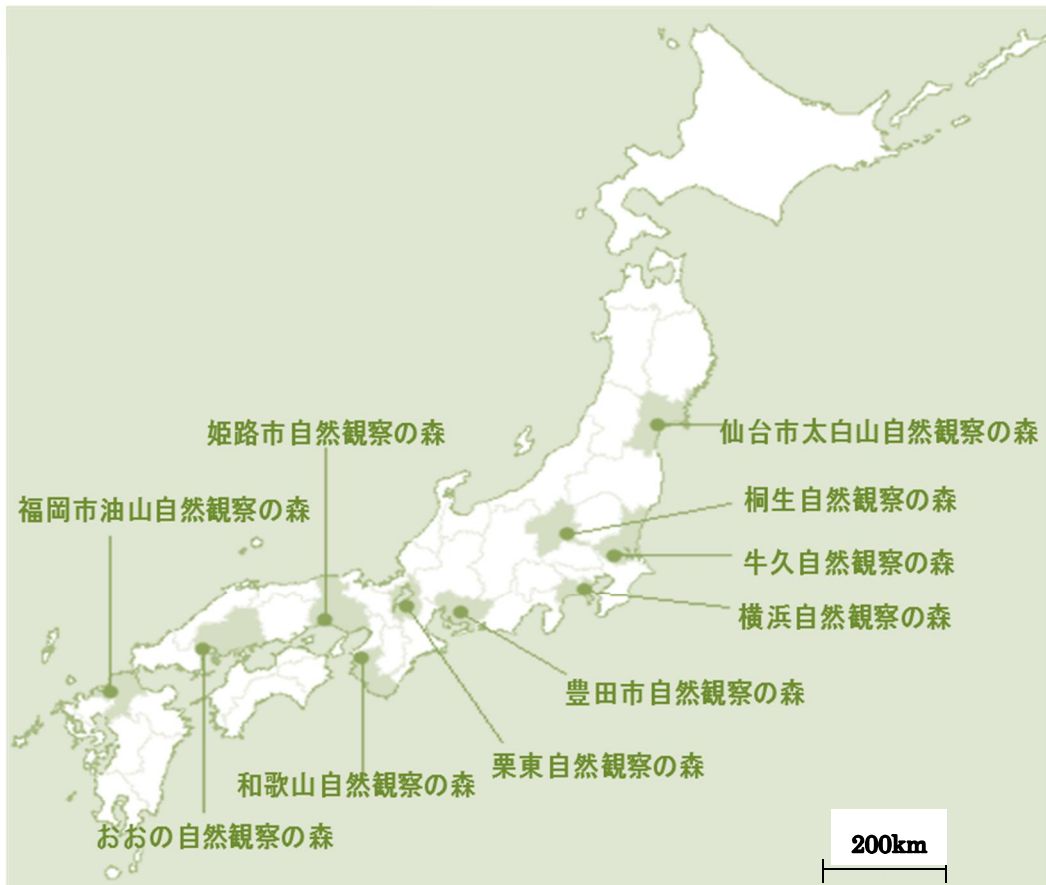 姫路市自然観察の森
仙台市太白山自然観察の森
福岡市油山自然観察の森
桐生自然観察の森
牛久自然観察の森
横浜自然観察の森
豊田市自然観察の森
栗東自然観察の森
和歌山自然観察の森
おおの自然観察の森
200km